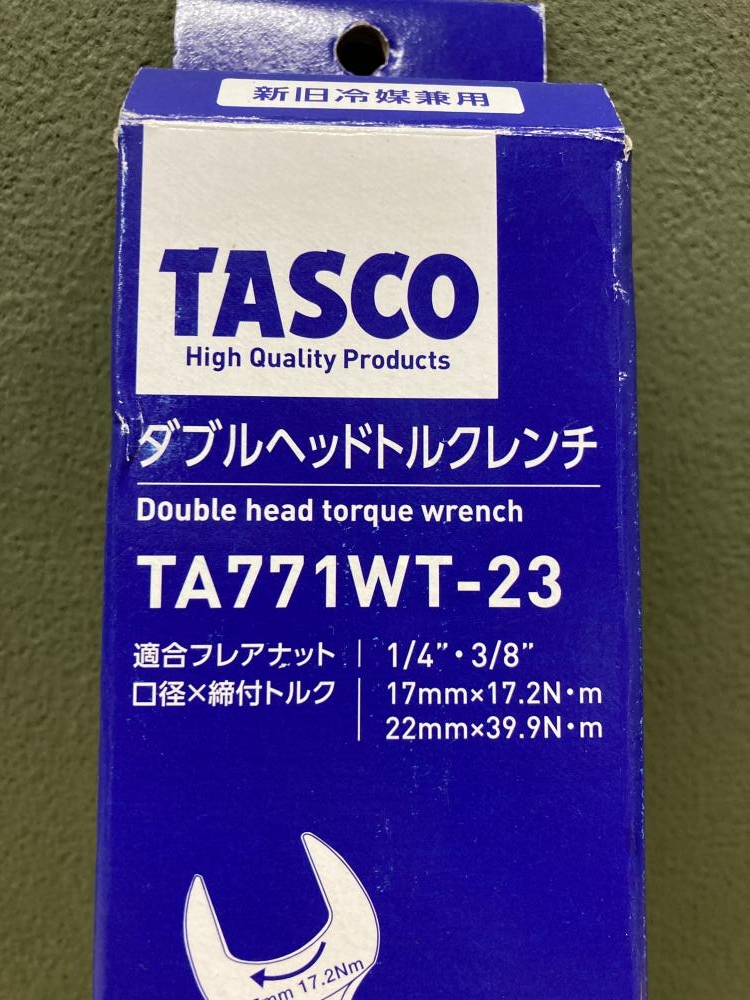 新旧冷媒兼用
TASCO
High Quality Products
ダブルヘッドトルクレンチ
Double head torque wrench
TA771WT-23
適合フレアナット 1/4”・3/8”
口径×締付トルク 17mm×17.2N・m
22mm×39.9N・m
mm 17.2Nm